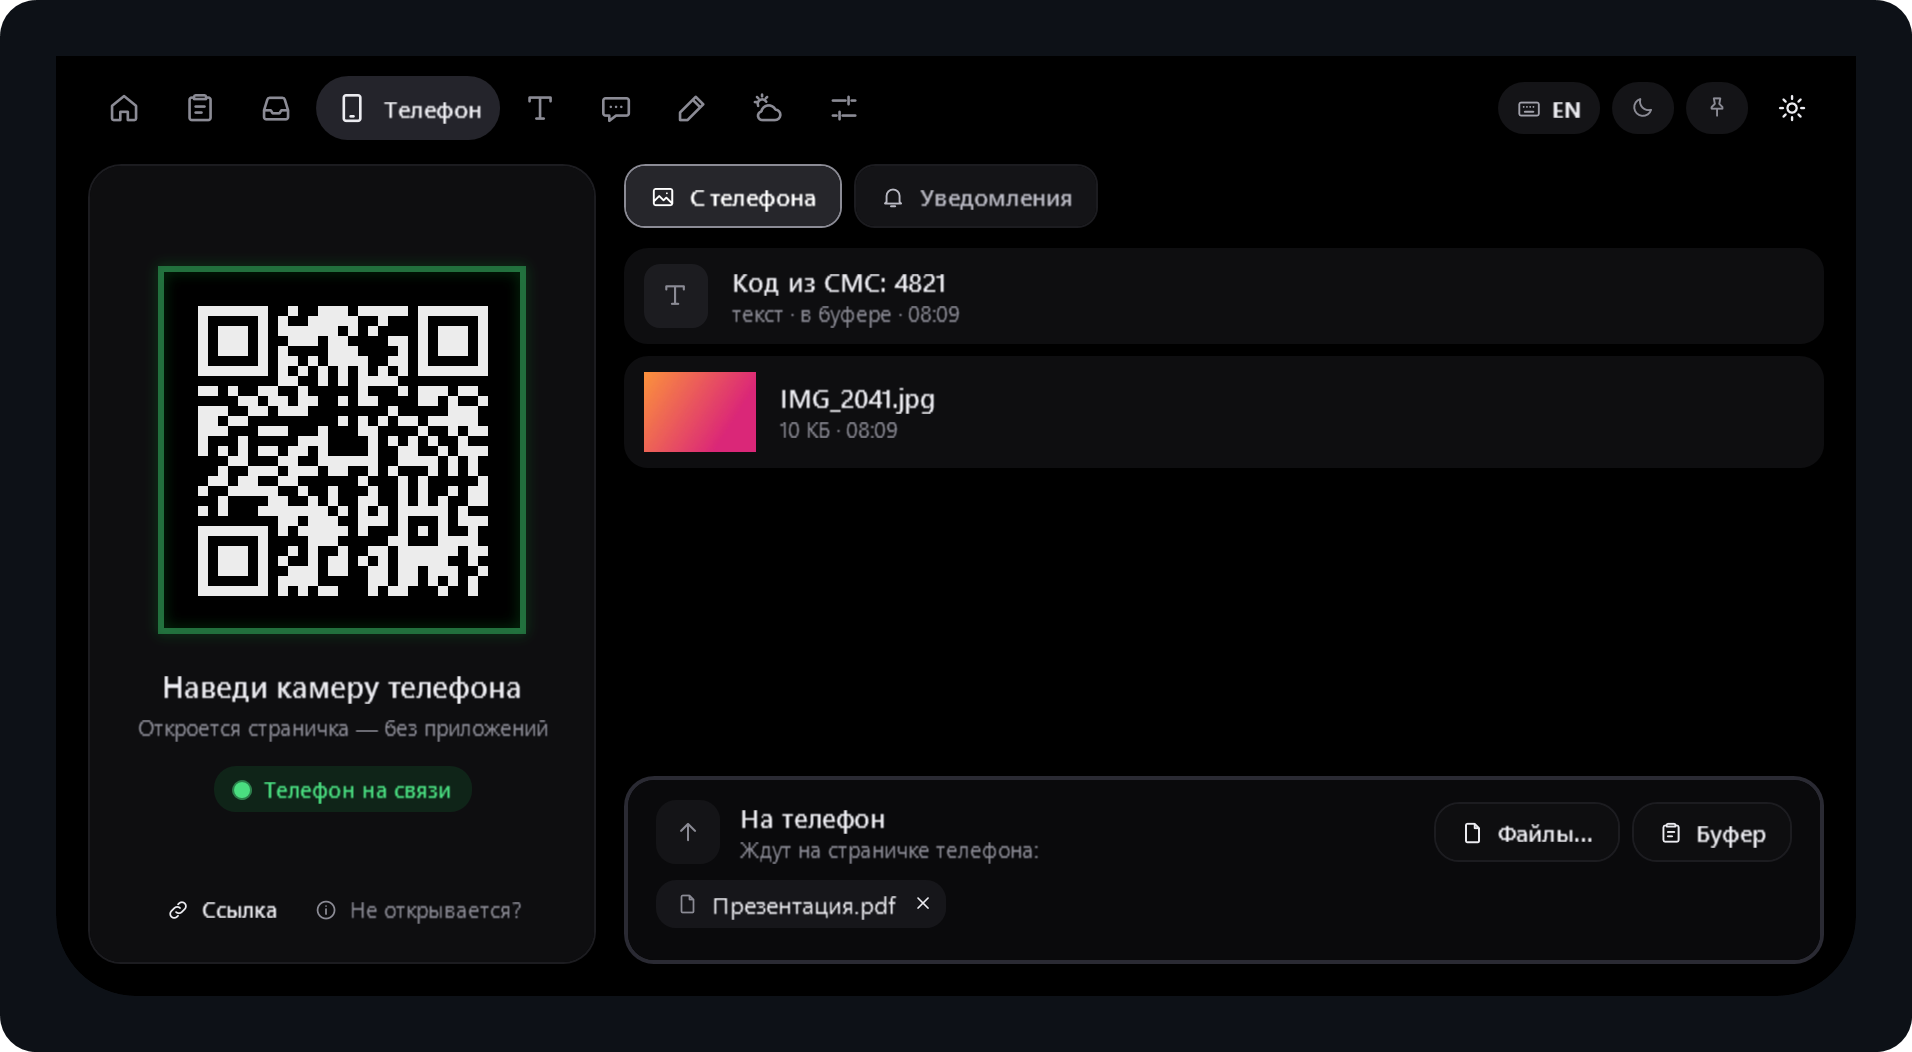 Телефон
EN
С телефона
Уведомления
Код из СМС: 4821
текст · в буфере · 08:09
IMG_2041.jpg
10 КБ · 08:09
Наведи камеру телефона
Откроется страничка — без приложений
Телефон на связи
Ссылка
Не открывается?
На телефон
Ждут на страничке телефона:
Файлы...
Буфер
Презентация.pdf